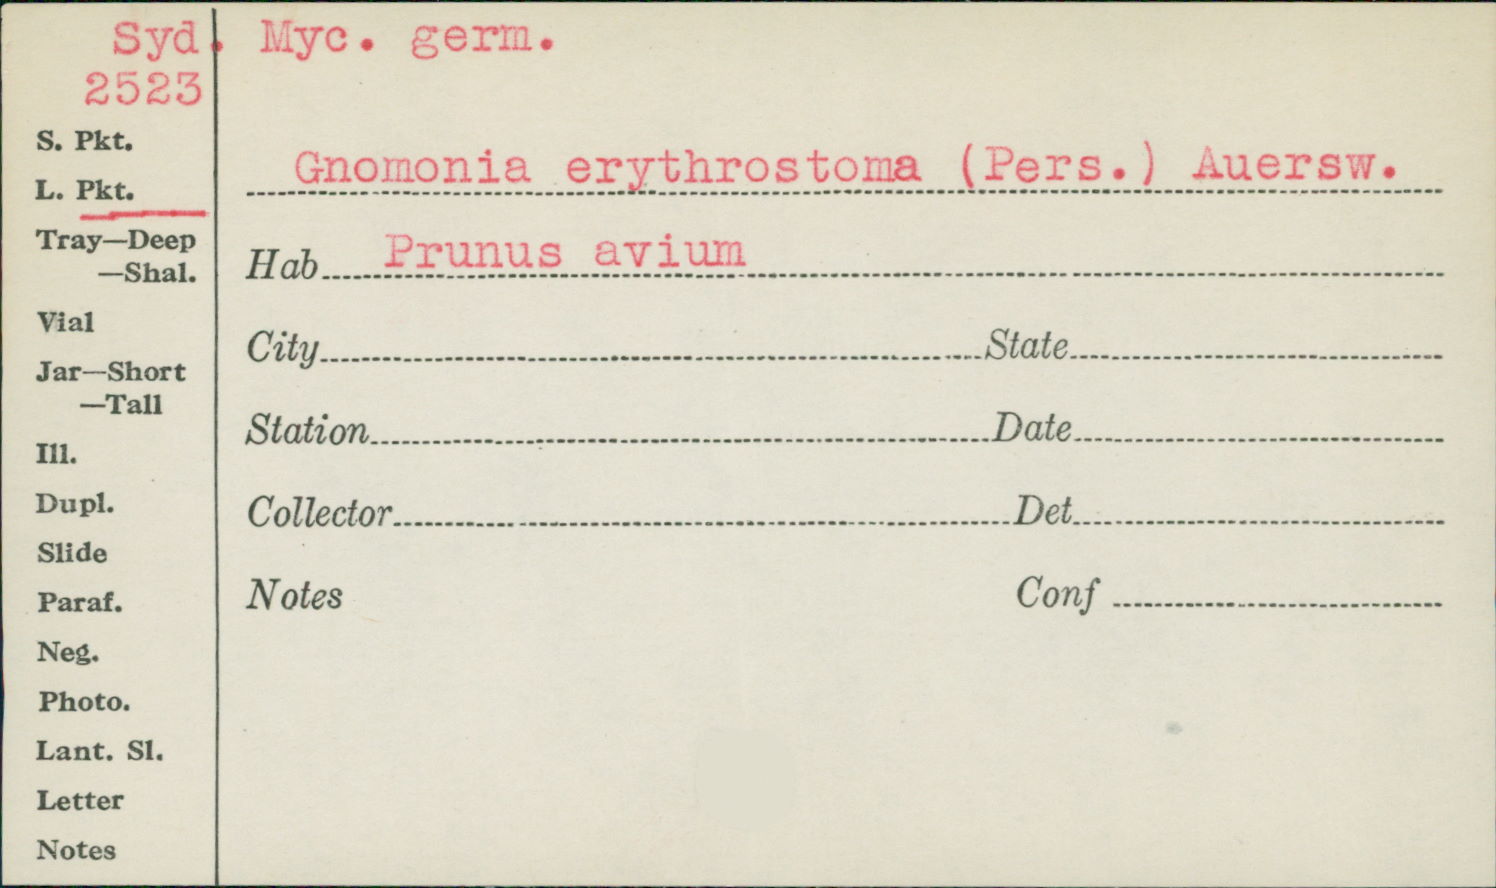 Syd. Myc. germ.
2523
S. Pkt.
L. Pkt.
Tray—Deep
—Shal.
Vial
Jar—Short
—Tall
Ill.
Dupl.
Slide
Paraf.
Neg.
Photo.
Lant. Sl.
Letter
Notes
Gnomonia erythrostoma (Pers.) Auersw.
Hab Prunus avium
City State
Station Date
Collector Det
Notes Conf